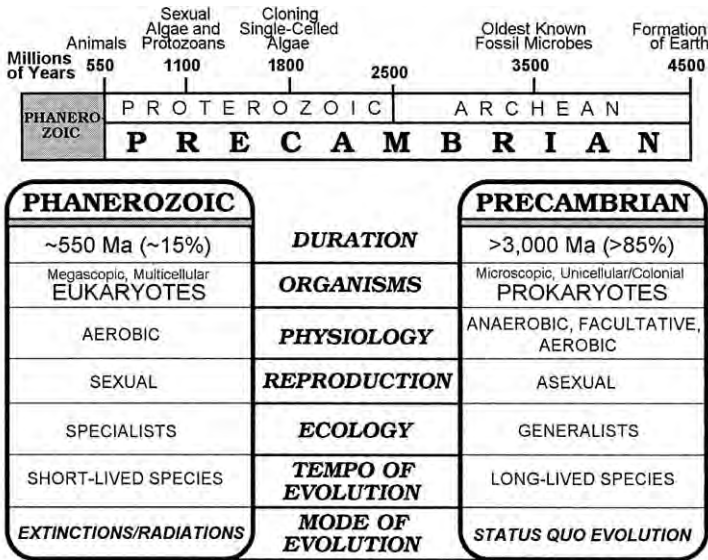 Sexual Cloning
Animals Algae and Single-Celled Oldest Known Formation
Millions Protozoans Algae Fossil Microbes of Earth
of Years 550 1100 1800 2500 3500 4500
PHANERO- PROTEROZOIC ARCHEAN
ZOIC PRECAMBRIAN
PHANEROZOIC PRECAMBRIAN
~550 Ma (~15%) DURATION >3,000 Ma (>85%)
Megascopic, Multicellular Microscopic, Unicellular/Colonial
EUKARYOTES ORGANISMS PROKARYOTES
AEROBIC PHYSIOLOGY ANAEROBIC, FACULTATIVE,
AEROBIC
SEXUAL REPRODUCTION ASEXUAL
SPECIALISTS ECOLOGY GENERALISTS
SHORT-LIVED SPECIES TEMPO OF LONG-LIVED SPECIES
EVOLUTION
EXTINCTIONS/RADIATIONS MODE OF STATUS QUO EVOLUTION
EVOLUTION